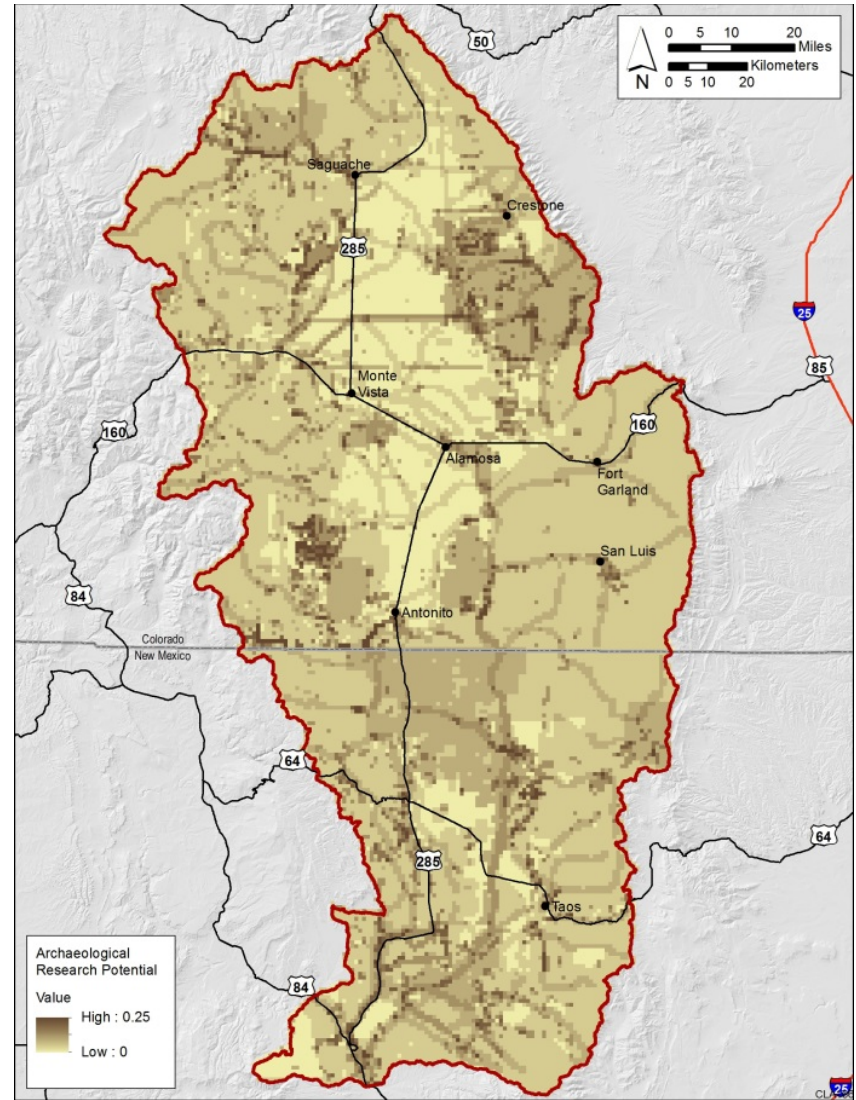 50
0 5 10 20
Miles
Kilometers
0 5 10 20
N
Saguache
Crestone
285
25
85
Monte
Vista
160
160
Alamosa
Fort
Garland
San Luis
84
Antonito
Colorado
New Mexico
64
64
285
Taos
84
Archaeological
Research Potential
Value
High : 0.25
Low : 0
25